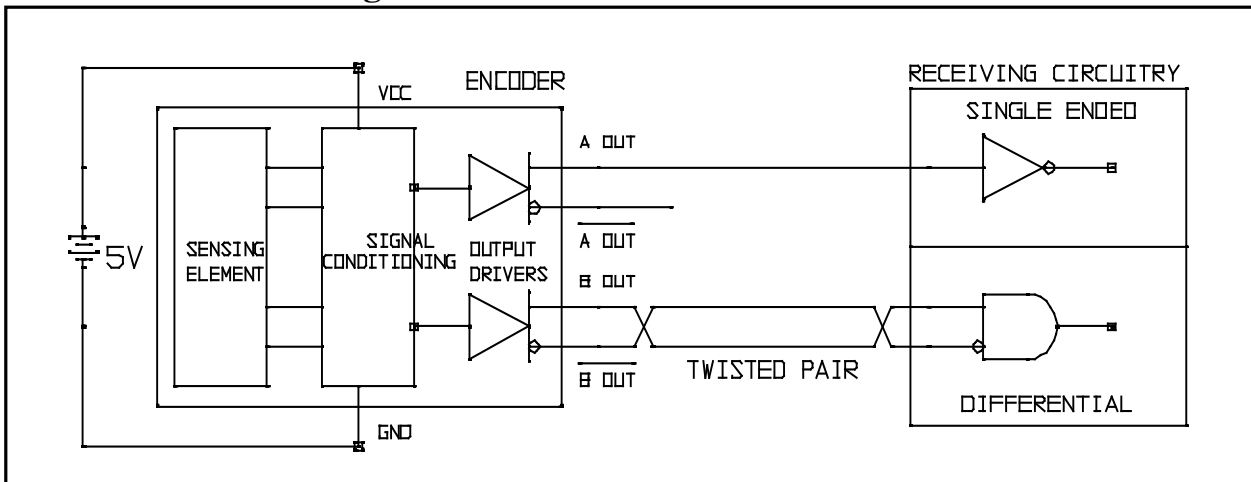 ENCODER
RECEIVING CIRCUITRY
VCC
SINGLE ENDED
A OUT
A OUT
5V
SENSING
ELEMENT
SIGNAL
CONDITIONING
OUTPUT
DRIVERS
B OUT
B OUT
TWISTED PAIR
DIFFERENTIAL
GND